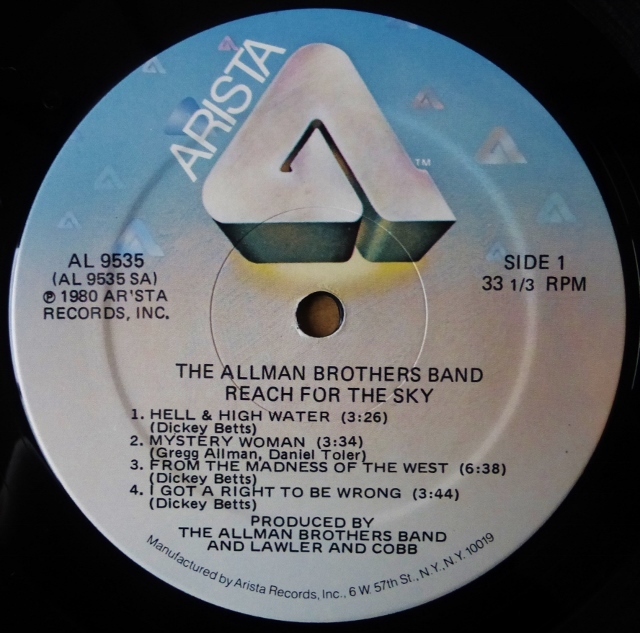 ARISTA
TM
AL 9535
(AL 9535 SA)
℗ 1980 AR'STA
RECORDS, INC.
SIDE 1
33 1/3 RPM
THE ALLMAN BROTHERS BAND
REACH FOR THE SKY
1. HELL & HIGH WATER (3:26)
(Dickey Betts)
2. MYSTERY WOMAN (3:34)
(Gregg Allman, Daniel Toler)
3. FROM THE MADNESS OF THE WEST (6:38)
(Dickey Betts)
4. I GOT A RIGHT TO BE WRONG (3:44)
(Dickey Betts)
PRODUCED BY
THE ALLMAN BROTHERS BAND
AND LAWLER AND COBB
Manufactured by Arista Records, Inc., 6 W. 57th St., N.Y., N.Y. 10019